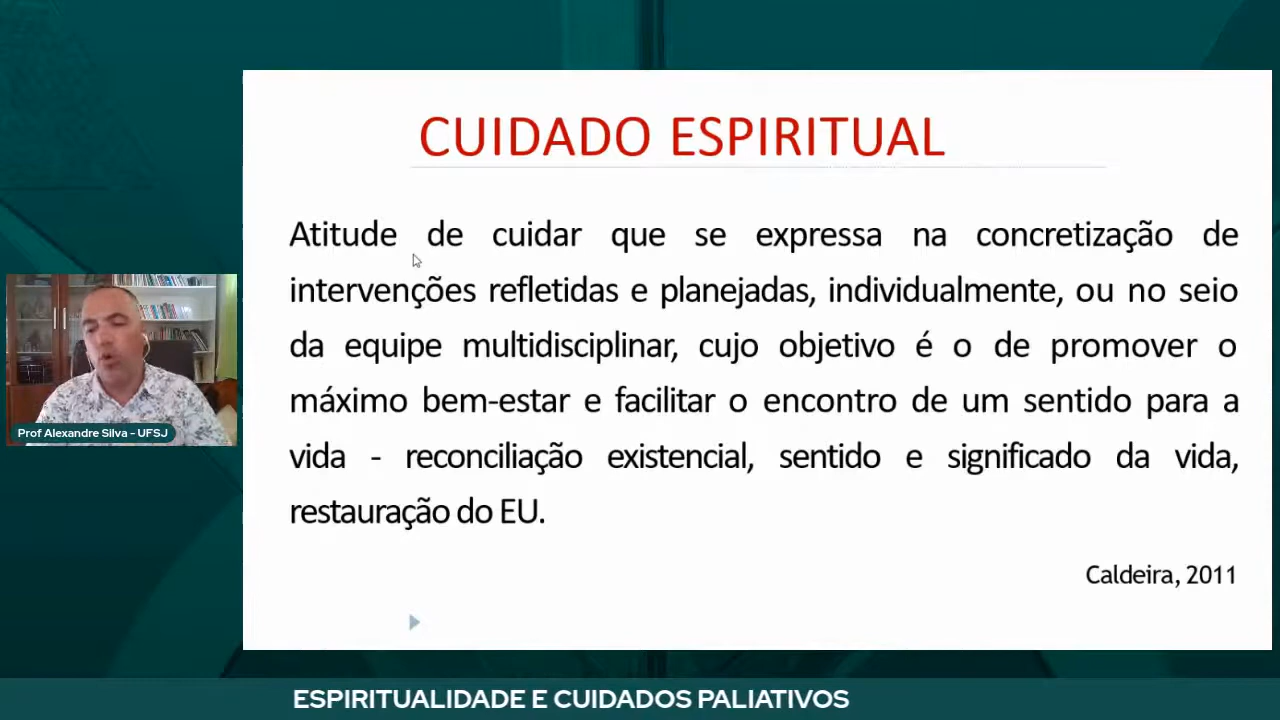 CUIDADO ESPIRITUAL
Atitude de cuidar que se expressa na concretização de
intervenções refletidas e planejadas, individualmente, ou no seio
da equipe multidisciplinar, cujo objetivo é o de promover o
máximo bem-estar e facilitar o encontro de um sentido para a
vida - reconciliação existencial, sentido e significado da vida,
restauração do EU.
Caldeira, 2011
Prof Alexandre Silva - UFSJ
ESPIRITUALIDADE E CUIDADOS PALIATIVOS